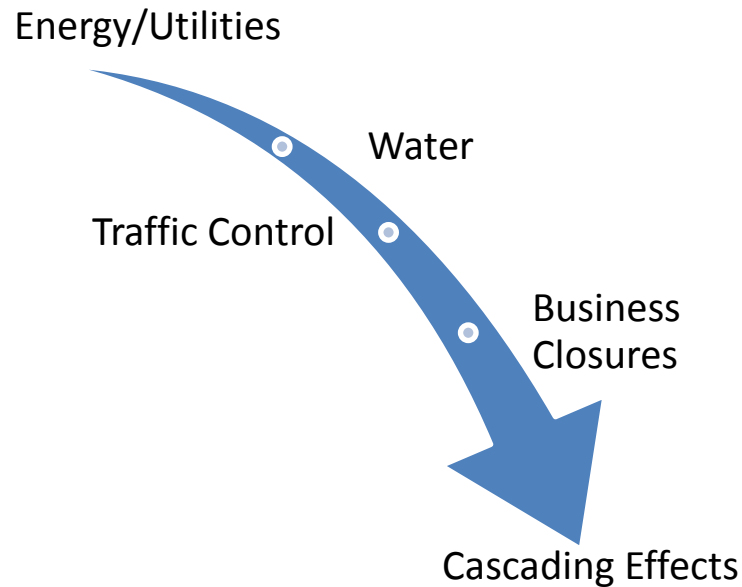 Energy/Utilities
Water
Traffic Control
Business
Closures
Cascading Effects